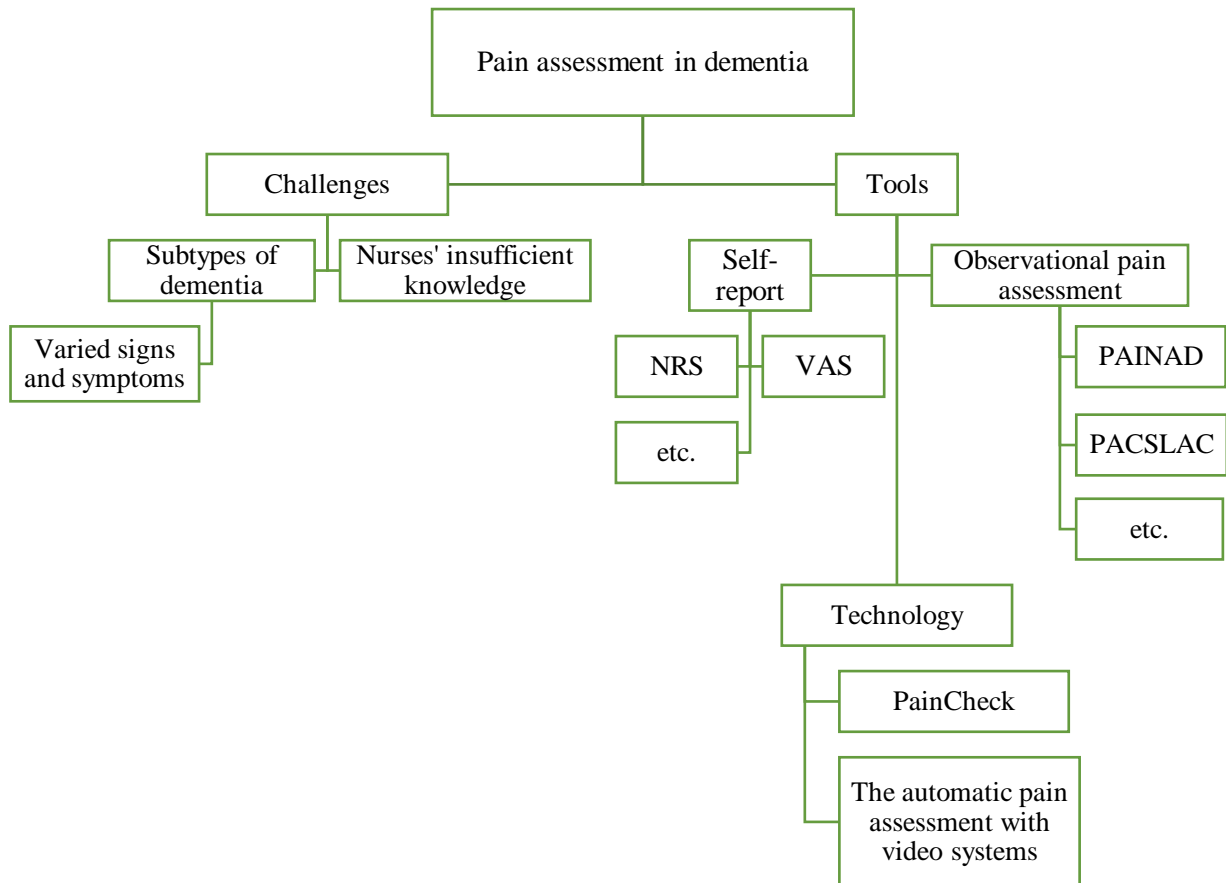 Pain assessment in dementia
Challenges
Tools
Subtypes of
dementia
Nurses' insufficient
knowledge
Varied signs
and symptoms
Self-
report
NRS
VAS
etc.
Observational pain
assessment
PAINAD
PACSLAC
etc.
Technology
PainCheck
The automatic pain
assessment with
video systems